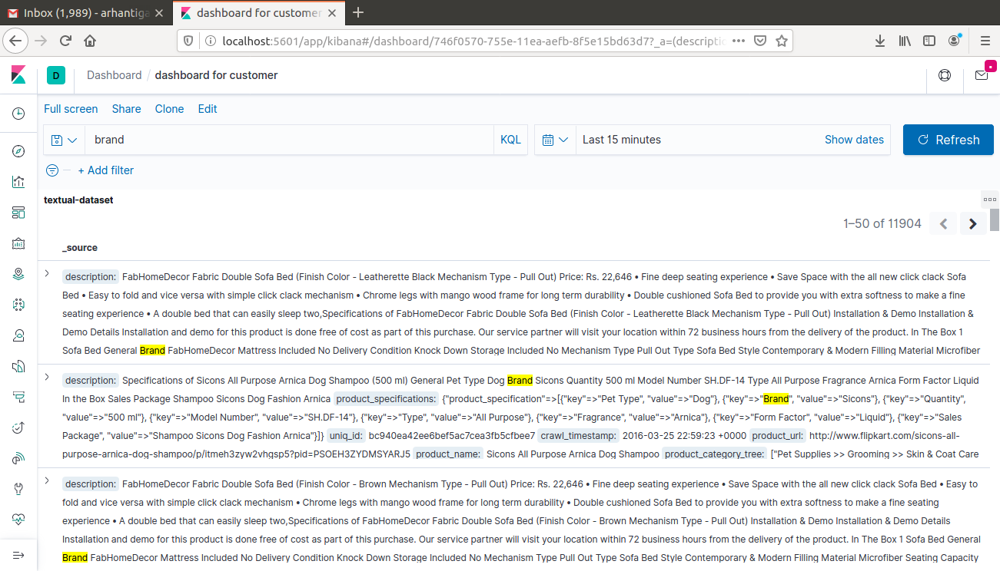 Inbox (1,989) - arhantiga
dashboard for customer
localhost:5601/app/kibana#/dashboard/746f0570-755e-11ea-aefb-8f5e15bd63d7?_a=(descriptio
D
Dashboard / dashboard for customer
Full screen Share Clone Edit
brand KQL Last 15 minutes Show dates Refresh
+ Add filter
textual-dataset
1–50 of 11904
_source
description: FabHomeDecor Fabric Double Sofa Bed (Finish Color - Leatherette Black Mechanism Type - Pull Out) Price: Rs. 22,646 • Fine deep seating experience • Save Space with the all new click clack Sofa
Bed • Easy to fold and vice versa with simple click clack mechanism • Chrome legs with mango wood frame for long term durability • Double cushioned Sofa Bed to provide you with extra softness to make a fine
seating experience • A double bed that can easily sleep two,Specifications of FabHomeDecor Fabric Double Sofa Bed (Finish Color - Leatherette Black Mechanism Type - Pull Out) Installation & Demo Installation &
Demo Details Installation and demo for this product is done free of cost as part of this purchase. Our service partner will visit your location within 72 business hours from the delivery of the product. In The Box 1
Sofa Bed General Brand FabHomeDecor Mattress Included No Delivery Condition Knock Down Storage Included No Mechanism Type Pull Out Type Sofa Bed Style Contemporary & Modern Filling Material Microfiber
description: Specifications of Sicons All Purpose Arnica Dog Shampoo (500 ml) General Pet Type Dog Brand Sicons Quantity 500 ml Model Number SH.DF-14 Type All Purpose Fragrance Arnica Form Factor Liquid
In the Box Sales Package Shampoo Sicons Dog Fashion Arnica product_specifications: {"product_specification"=>[{"key"=>"Pet Type", "value"=>"Dog"}, {"key"=>"Brand", "value"=>"Sicons"}, {"key"=>"Quantity",
"value"=>"500 ml"}, {"key"=>"Model Number", "value"=>"SH.DF-14"}, {"key"=>"Type", "value"=>"All Purpose"}, {"key"=>"Fragrance", "value"=>"Arnica"}, {"key"=>"Form Factor", "value"=>"Liquid"}, {"key"=>"Sales
Package", "value"=>"Shampoo Sicons Dog Fashion Arnica"}]} uniq_id: bc940ea42ee6bef5ac7cea3fb5cfbee7 crawl_timestamp: 2016-03-25 22:59:23 +0000 product_url: http://www.flipkart.com/sicons-all-
purpose-arnica-dog-shampoo/p/itmeh3zyw2vhgsp5?pid=PSOEH3ZYDMSYARJ5 product_name: Sicons All Purpose Arnica Dog Shampoo product_category_tree: ["Pet Supplies >> Grooming >> Skin & Coat Care
description: FabHomeDecor Fabric Double Sofa Bed (Finish Color - Brown Mechanism Type - Pull Out) Price: Rs. 22,646 • Fine deep seating experience • Save Space with the all new click clack Sofa Bed • Easy to
fold and vice versa with simple click clack mechanism • Chrome legs with mango wood frame for long term durability • Double cushioned Sofa Bed to provide you with extra softness to make a fine seating
experience • A double bed that can easily sleep two,Specifications of FabHomeDecor Fabric Double Sofa Bed (Finish Color - Brown Mechanism Type - Pull Out) Installation & Demo Installation & Demo Details
Installation and demo for this product is done free of cost as part of this purchase. Our service partner will visit your location within 72 business hours from the delivery of the product. In The Box 1 Sofa Bed General
Brand FabHomeDecor Mattress Included No Delivery Condition Knock Down Storage Included No Mechanism Type Pull Out Type Sofa Bed Style Contemporary & Modern Filling Material Microfiber Seating Capacity